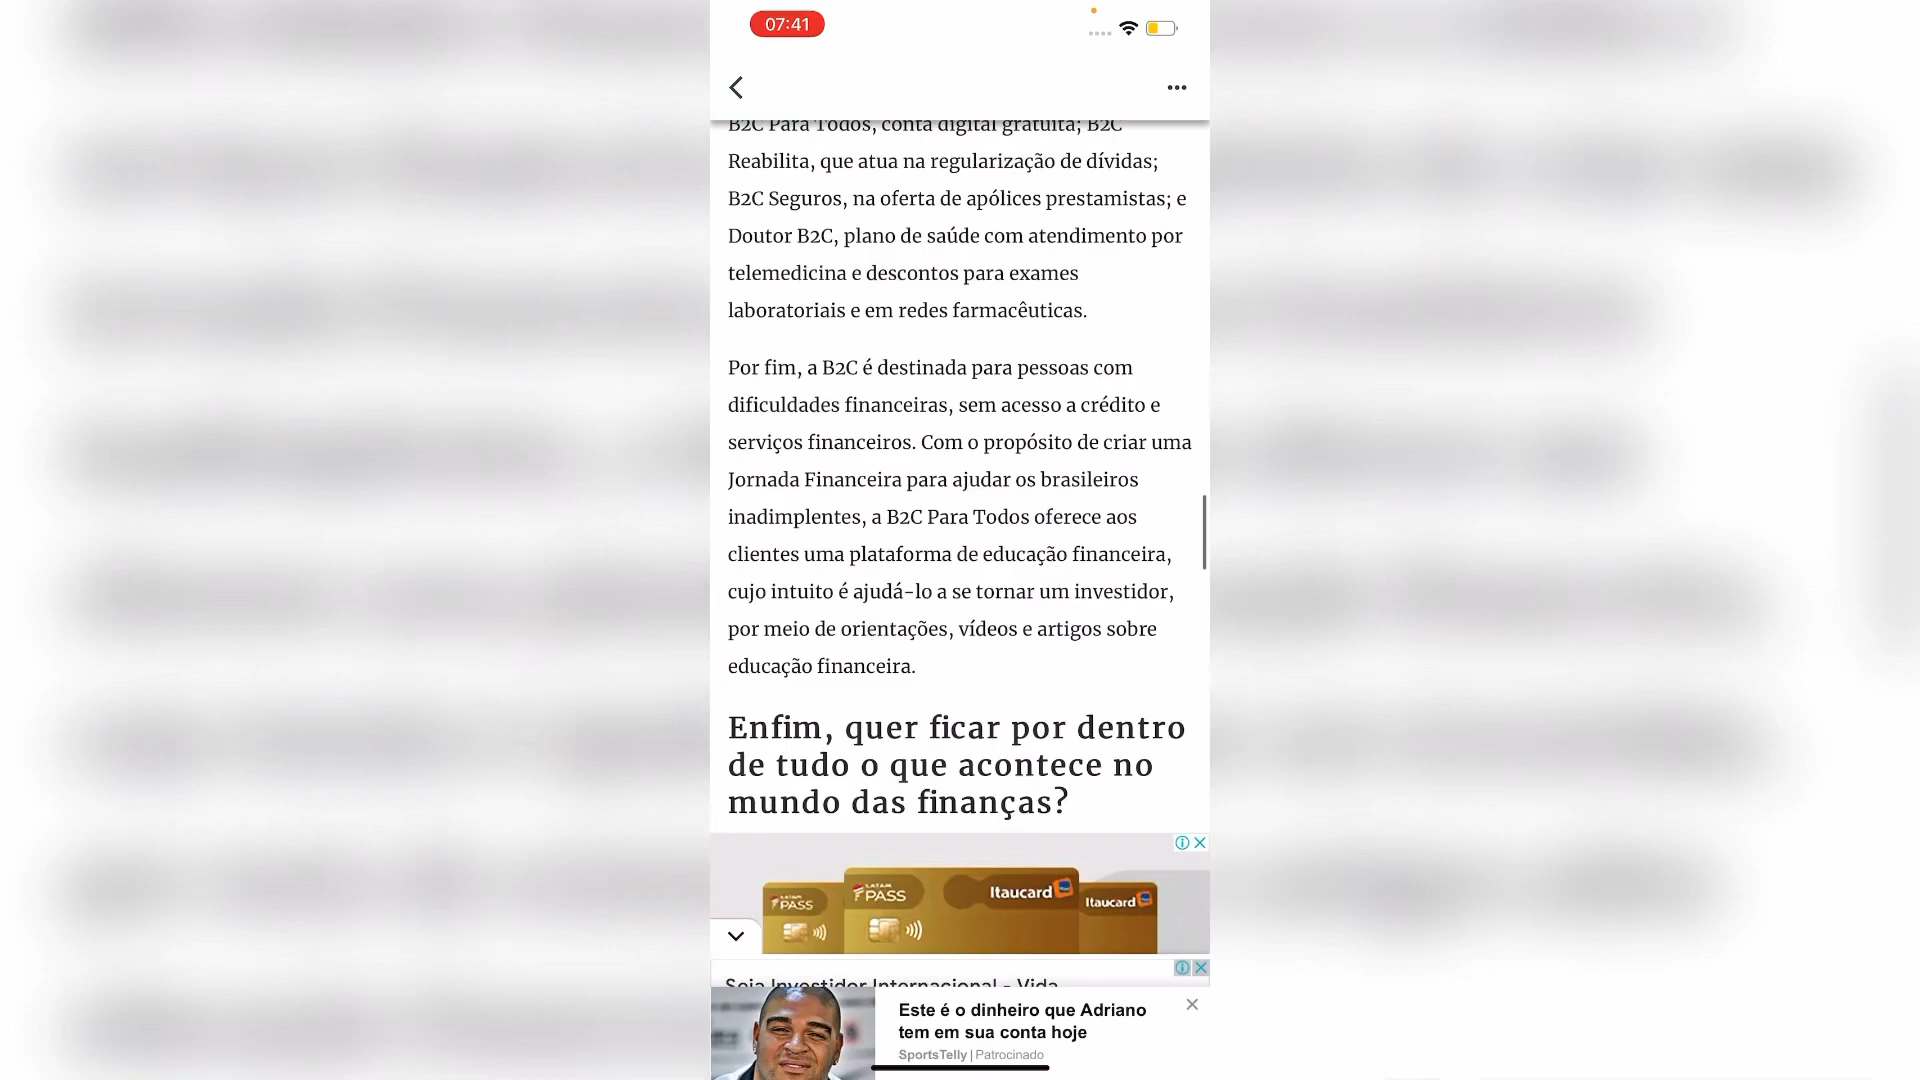 07:41
B2C Para Todos, conta digital gratuita; B2C
Reabilita, que atua na regularização de dívidas;
B2C Seguros, na oferta de apólices prestamistas; e
Doutor B2C, plano de saúde com atendimento por
telemedicina e descontos para exames
laboratoriais e em redes farmacêuticas.
Por fim, a B2C é destinada para pessoas com
dificuldades financeiras, sem acesso a crédito e
serviços financeiros. Com o propósito de criar uma
Jornada Financeira para ajudar os brasileiros
inadimplentes, a B2C Para Todos oferece aos
clientes uma plataforma de educação financeira,
cujo intuito é ajudá-lo a se tornar um investidor,
por meio de orientações, vídeos e artigos sobre
educação financeira.
Enfim, quer ficar por dentro
de tudo o que acontece no
mundo das finanças?
LATAM
PASS
LATAM
PASS
Itaucard
Itaucard
Seja Investidor Internacional - Vida
Este é o dinheiro que Adriano
tem em sua conta hoje
SportsTelly | Patrocinado